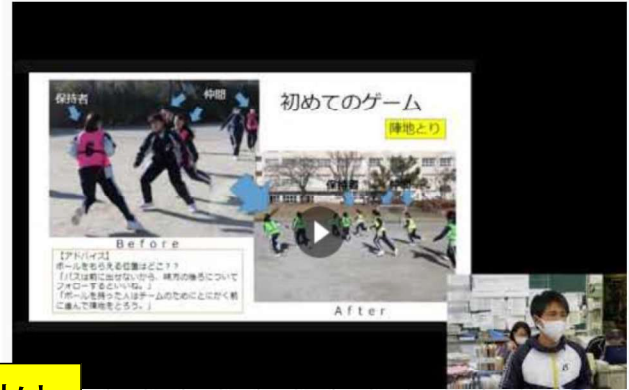 初めてのゲーム
陣地とり
保持者
仲間
保持者
Before
【アドバイス】
ボールをもらえる位置はどこ？？
「パスは前に出せないから、味方の後ろについて
フォローするといいね。」
「ボールを持った人はチームのためにとにかく前
に進んで陣地をとろう。」
After